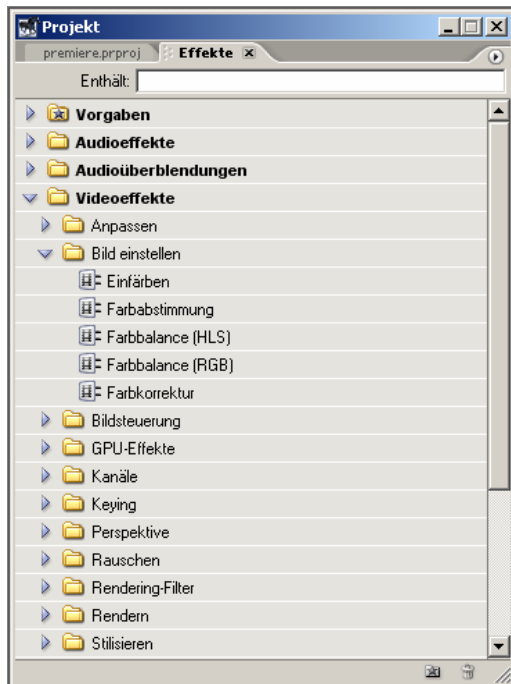 Projekt
premiere.prproj Effekte
Enthält:
Vorgaben
Audioeffekte
Audioüberblendungen
Videoeffekte
Anpassen
Bild einstellen
Einfärben
Farbabstimmung
Farbbalance (HLS)
Farbbalance (RGB)
Farbkorrektur
Bildsteuerung
GPU-Effekte
Kanäle
Keying
Perspektive
Rauschen
Rendering-Filter
Rendern
Stilisieren